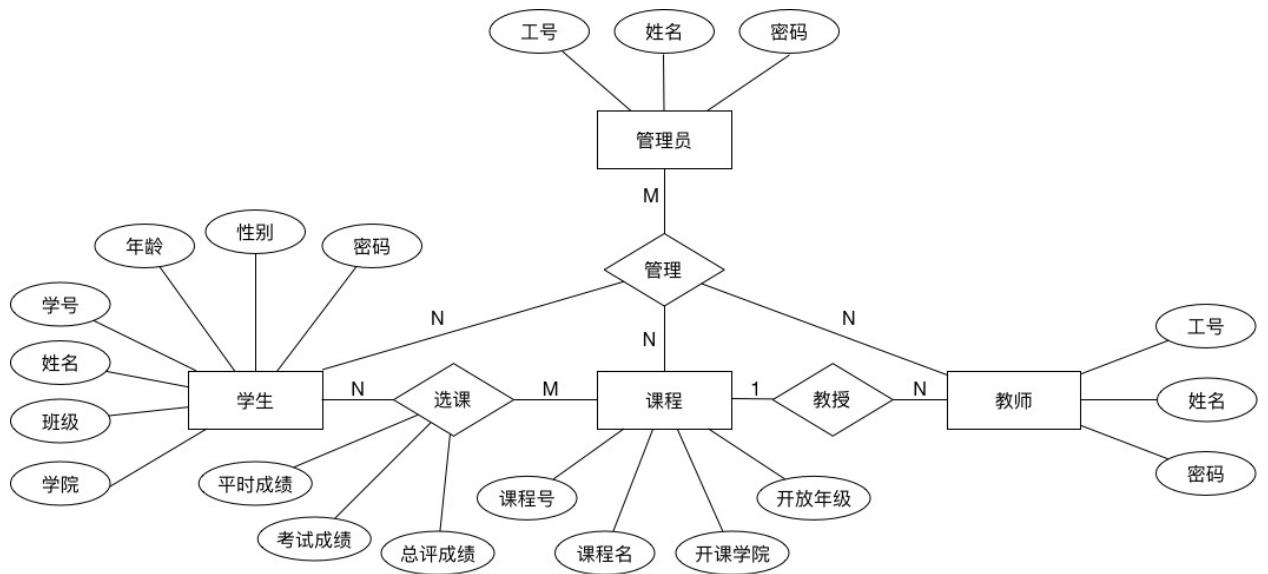 工号
姓名
密码
管理员
M
年龄
性别
密码
管理
学号
N
N
N
工号
姓名
学生
N
选课
M
课程
1
教授
N
教师
姓名
班级
学院
平时成绩
课程号
开放年级
密码
考试成绩
总评成绩
课程名
开课学院